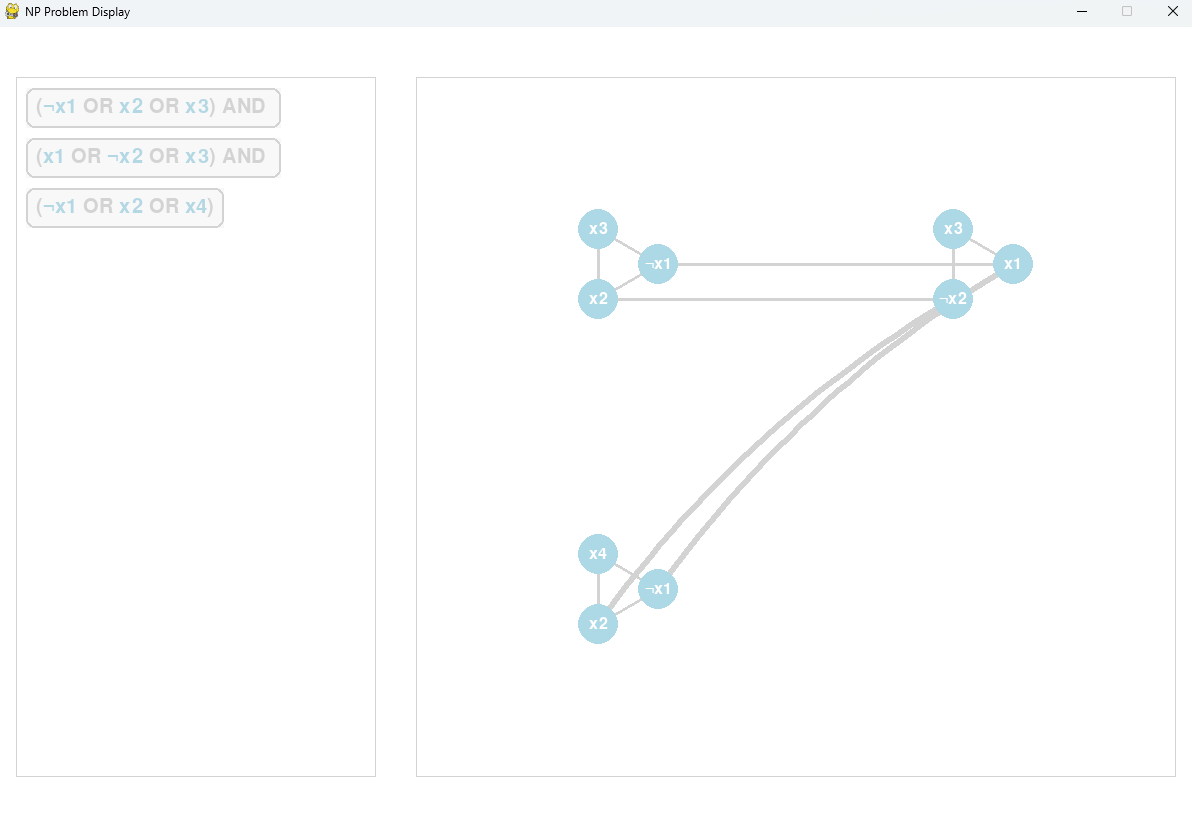 NP Problem Display
(¬x1 OR x2 OR x3) AND
(x1 OR ¬x2 OR x3) AND
(¬x1 OR x2 OR x4)
x3
¬x1
x2
x3
x1
¬x2
x4
¬x1
x2